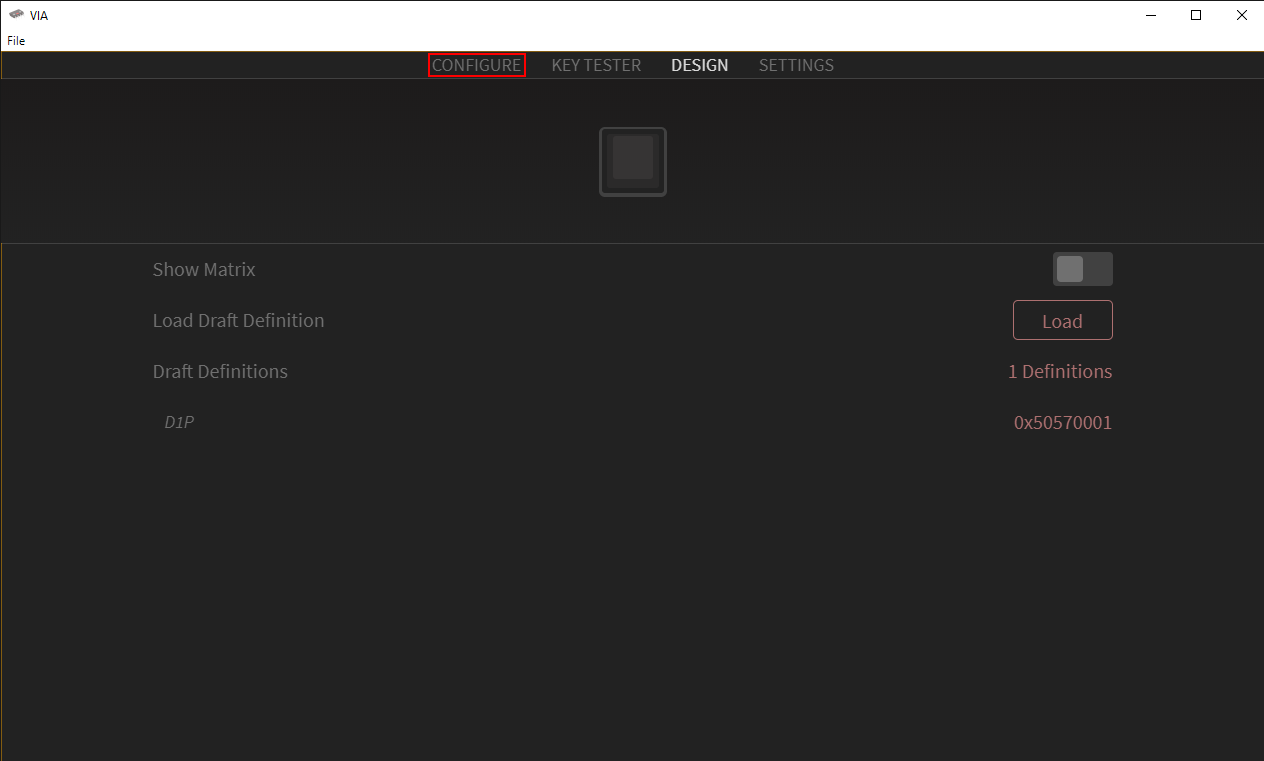 VIA
File
CONFIGURE KEY TESTER DESIGN SETTINGS
Show Matrix
Load Draft Definition Load
Draft Definitions 1 Definitions
D1P 0x50570001